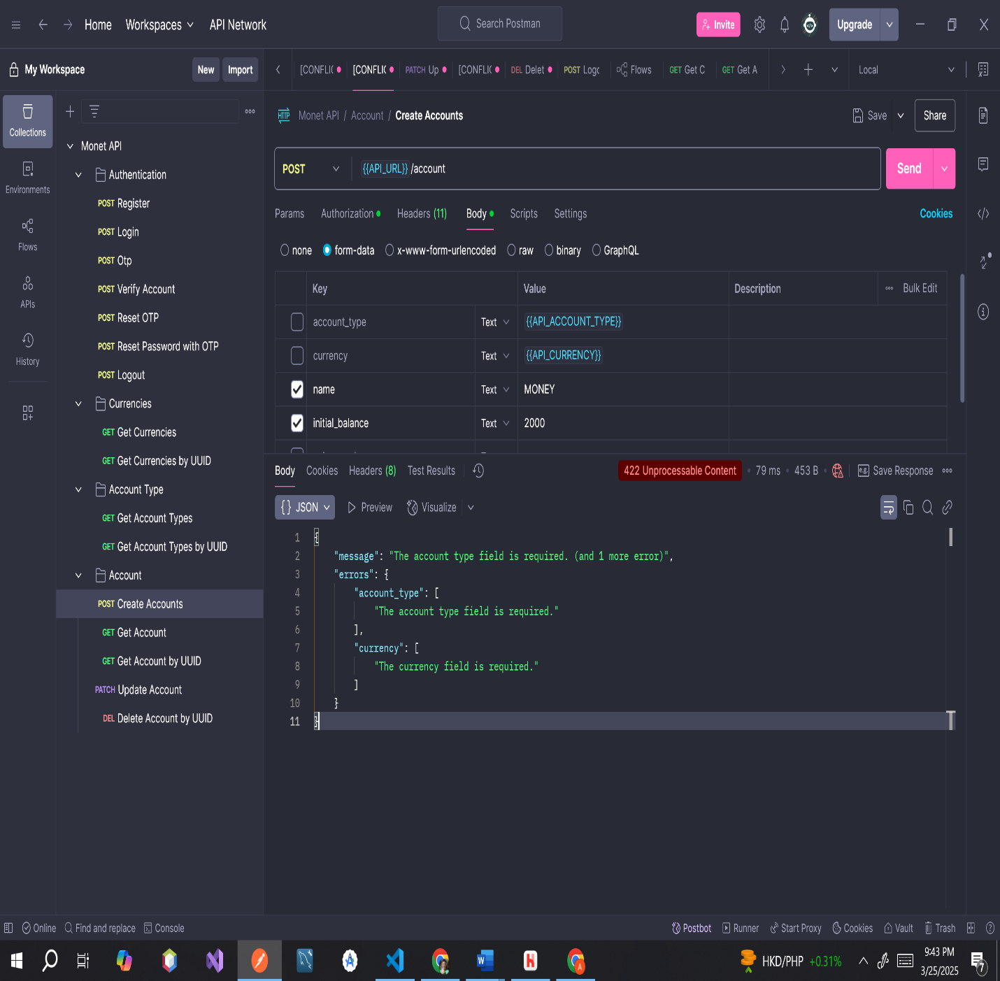 Home Workspaces API Network Search Postman Invite Upgrade
My Workspace New Import [CONFLIC [CONFLIC PATCH Up [CONFLIC DEL Delet POST Logo Flows GET Get C GET Get A Local
Collections
Environments
Flows
APIs
History
Monet API
Authentication
POST Register
POST Login
POST Otp
POST Verify Account
POST Reset OTP
POST Reset Password with OTP
POST Logout
Currencies
GET Get Currencies
GET Get Currencies by UUID
Account Type
GET Get Account Types
GET Get Account Types by UUID
Account
POST Create Accounts
GET Get Account
GET Get Account by UUID
PATCH Update Account
DEL Delete Account by UUID
HTTP Monet API / Account / Create Accounts Save Share
POST {{API_URL}} /account Send
Params Authorization Headers (11) Body Scripts Settings Cookies
none form-data x-www-form-urlencoded raw binary GraphQL
Key Value Description Bulk Edit
account_type Text {{API_ACCOUNT_TYPE}}
currency Text {{API_CURRENCY}}
name Text MONEY
initial_balance Text 2000
Body Cookies Headers (8) Test Results 422 Unprocessable Content 79 ms 453 B e.g. Save Response
{} JSON Preview Visualize
1 {
2 "message": "The account type field is required. (and 1 more error)",
3 "errors": {
4 "account_type": [
5 "The account type field is required."
6 ],
7 "currency": [
8 "The currency field is required."
9 ]
10 }
11 }
Online Find and replace Console Postbot Runner Start Proxy Cookies Vault Trash
HKD/PHP +0.31% 9:43 PM
3/25/2025 7